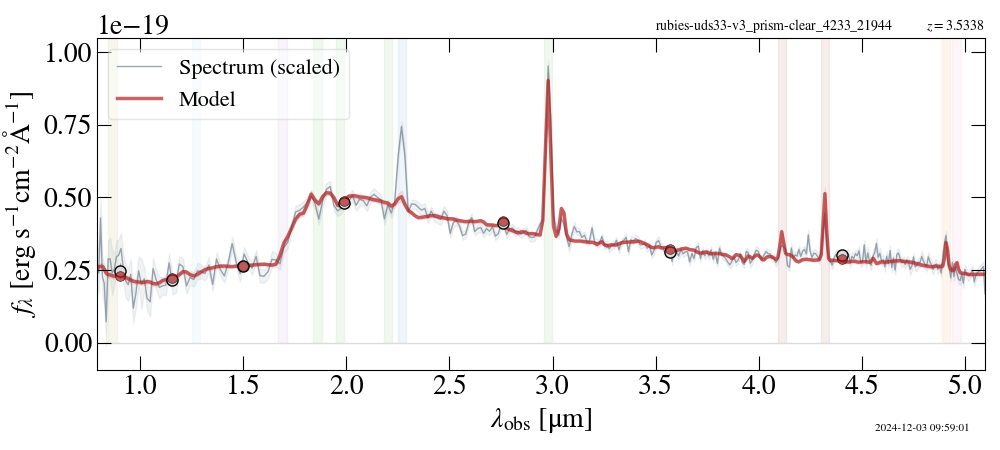 1e−19
rubies-uds33-v3_prism-clear_4233_21944 z = 3.5338
Spectrum (scaled)
Model
1.00
0.75
0.50
0.25
0.00
fλ [erg s⁻¹cm⁻²Å⁻¹]
1.0 1.5 2.0 2.5 3.0 3.5 4.0 4.5 5.0
λobs [μm]
2024-12-03 09:59:01